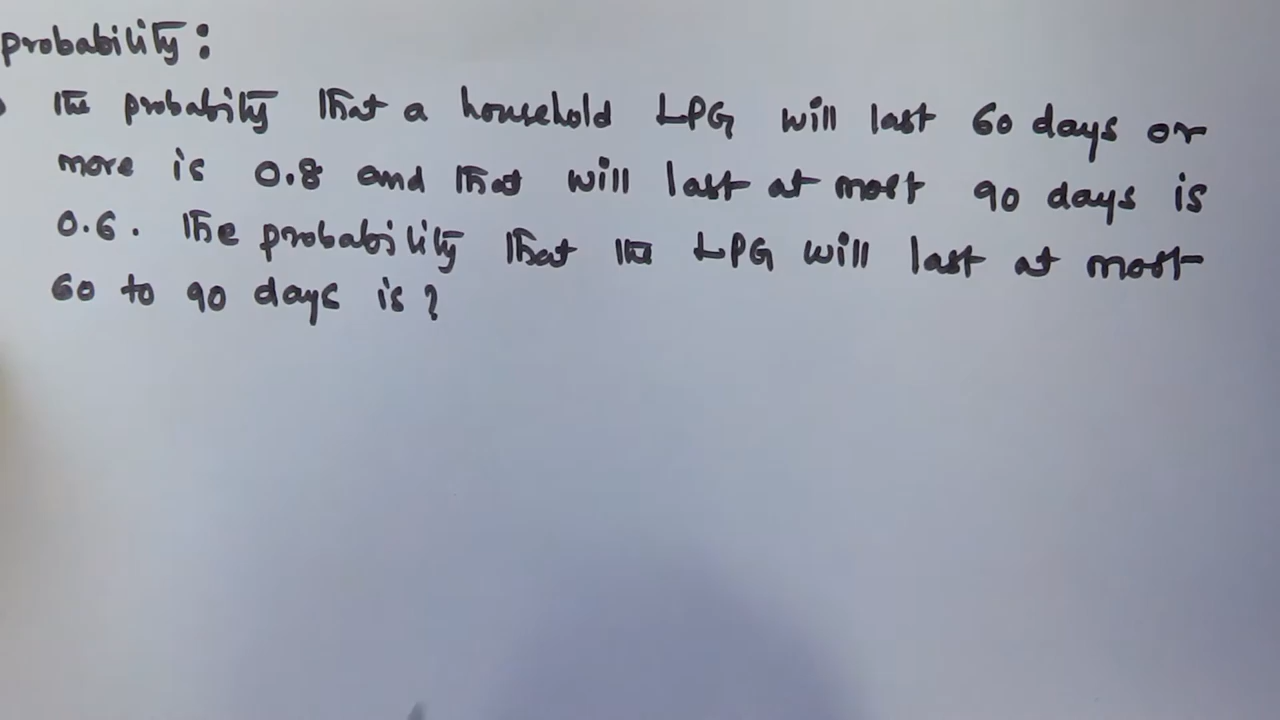 probability:
The probability that a household LPG will last 60 days or
more is 0.8 and that will last at most 90 days is
0.6. The probability that the LPG will last at most
60 to 90 days is?